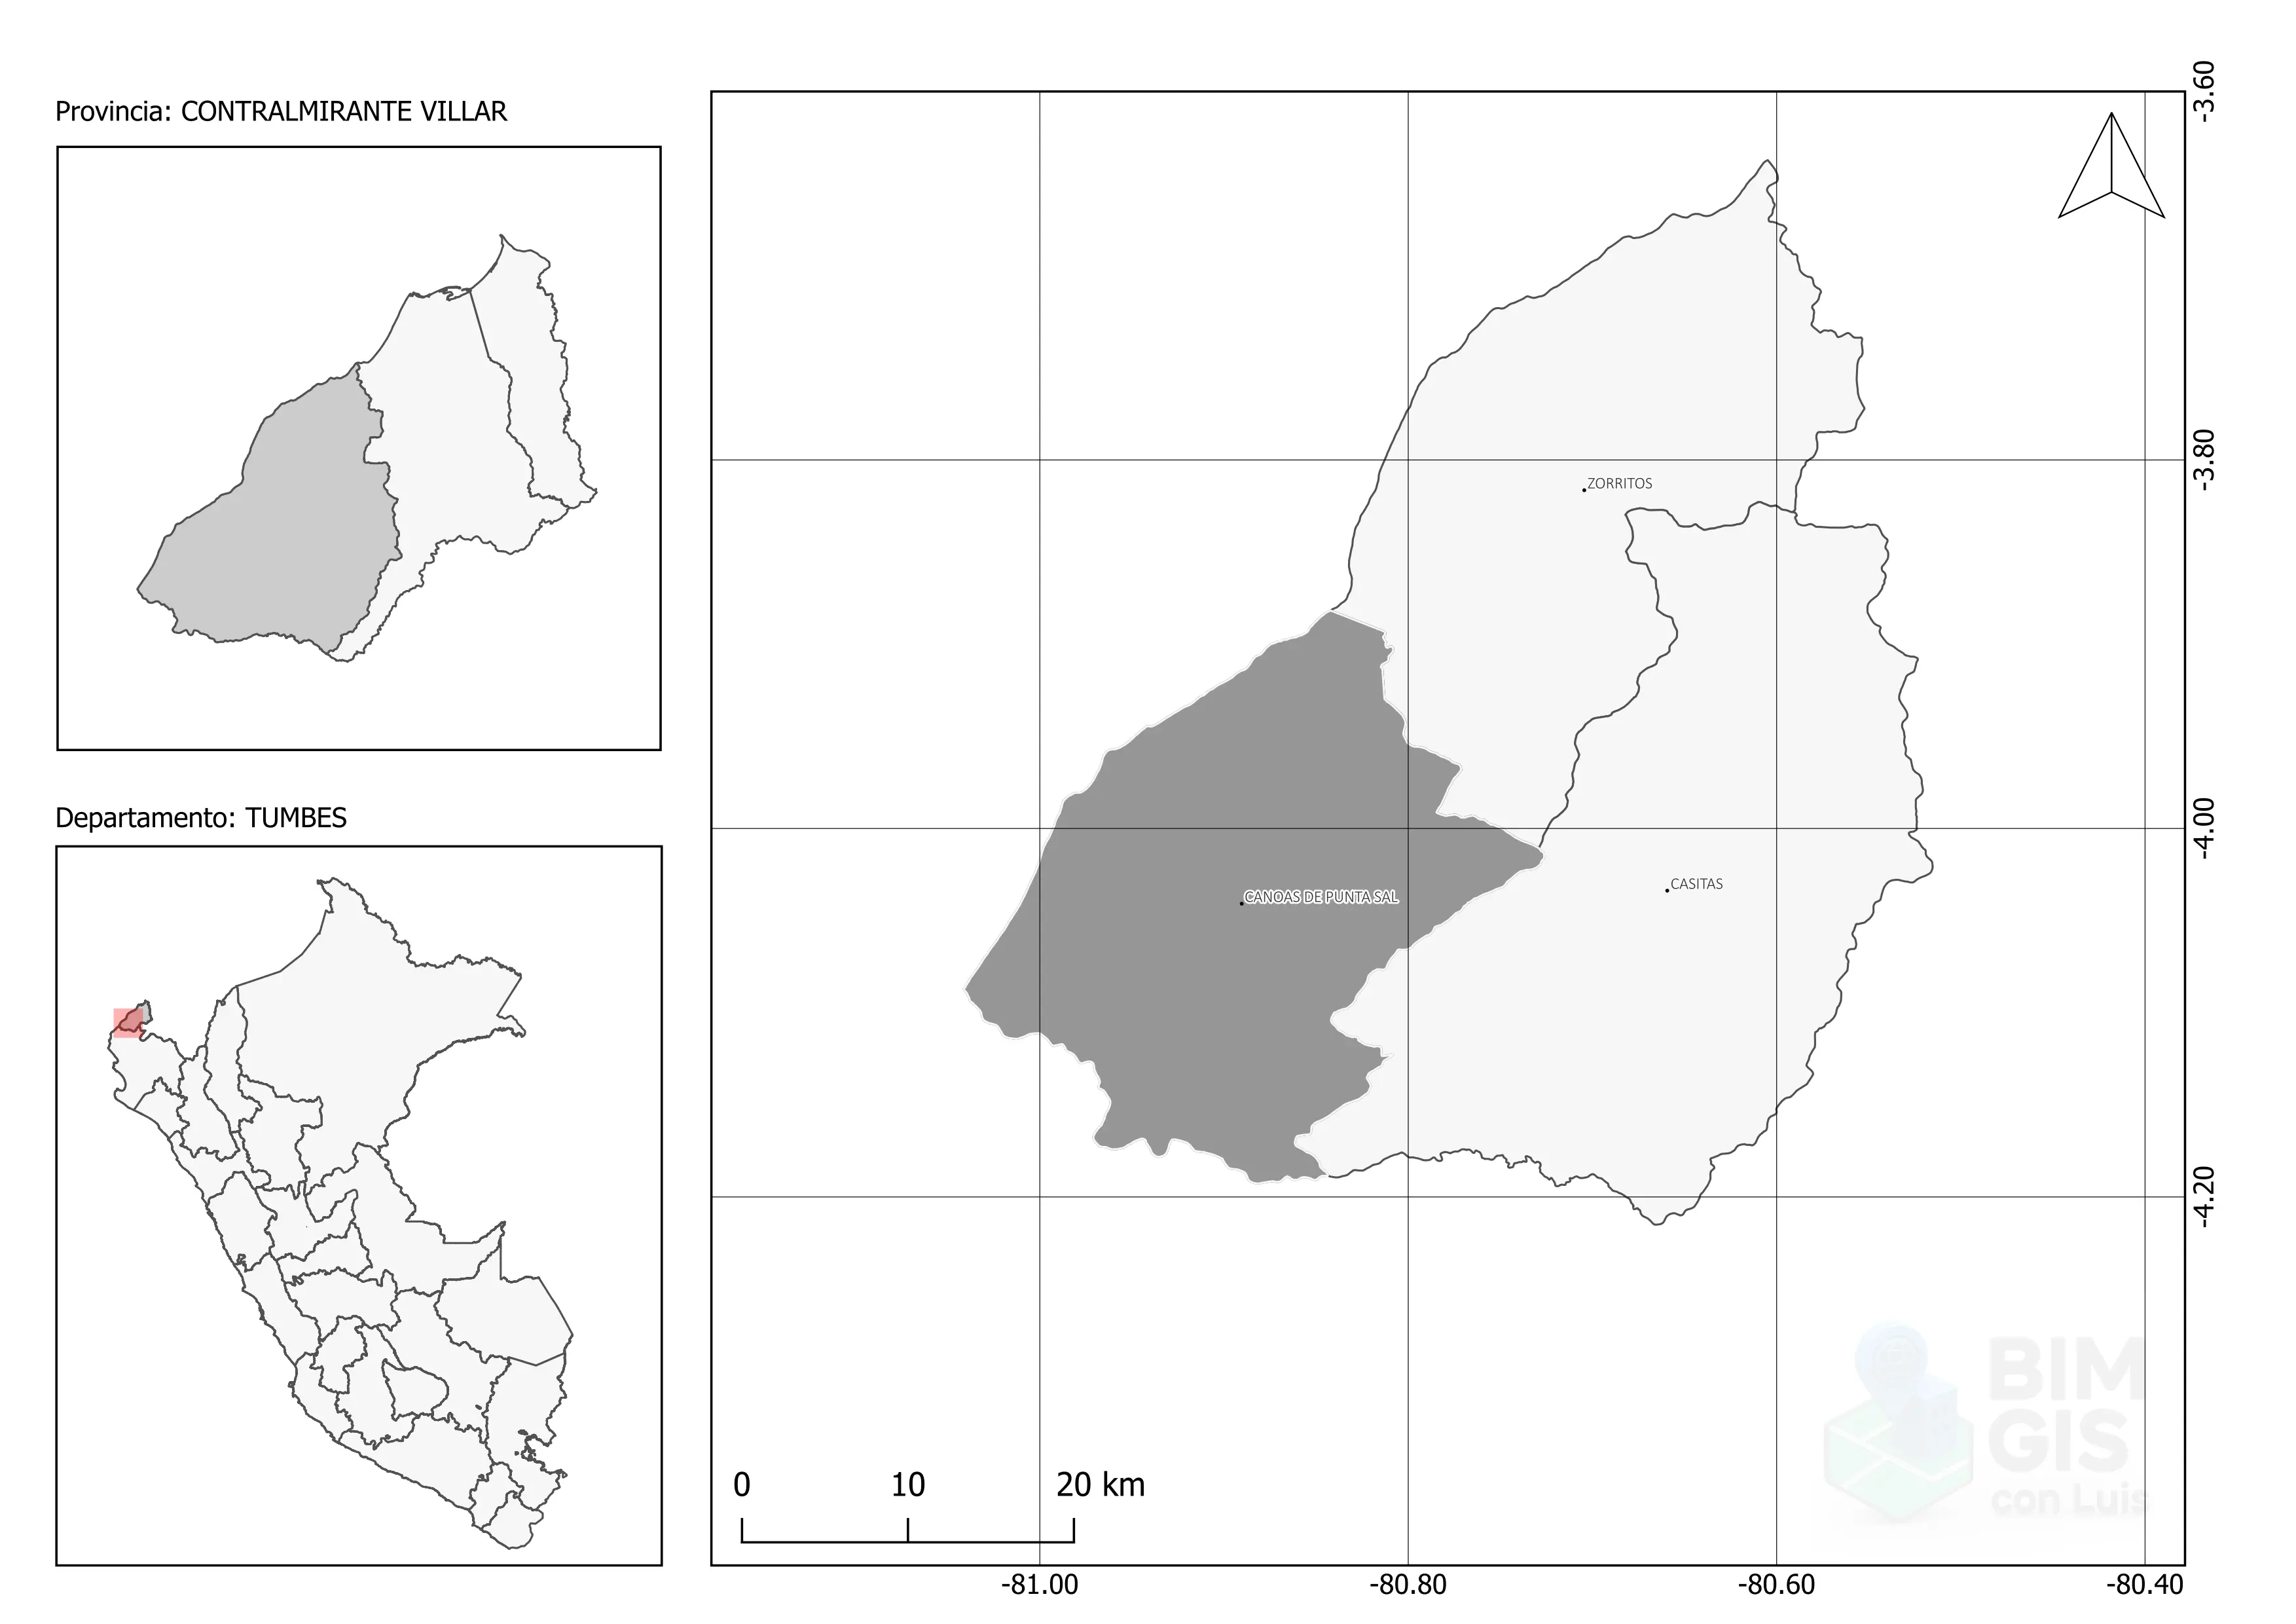 Provincia: CONTRALMIRANTE VILLAR
Departamento: TUMBES
ZORRITOS
CANOAS DE PUNTA SAL
CASITAS
-3.60
-3.80
-4.00
-4.20
0 10 20 km
-81.00 -80.80 -80.60 -80.40
BIM
GIS
con Luis